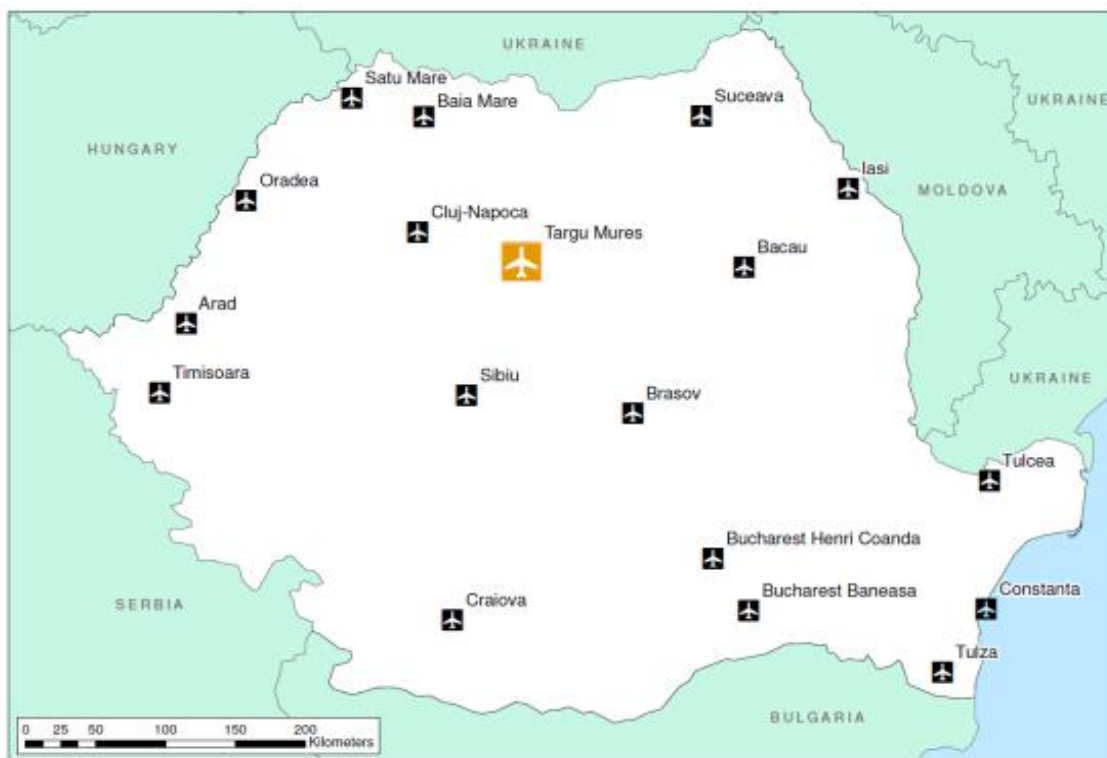 UKRAINE
Satu Mare
Baia Mare
Suceava
UKRAINE
HUNGARY
Iasi
Oradea
MOLDOVA
Cluj-Napoca
Targu Mures
Bacau
Arad
Timisoara
Sibiu
Brasov
UKRAINE
Tulcea
Bucharest Henri Coanda
SERBIA
Craiova
Bucharest Baneasa
Constanta
Tulza
BULGARIA
0 25 50 100 150 200
Kilometers